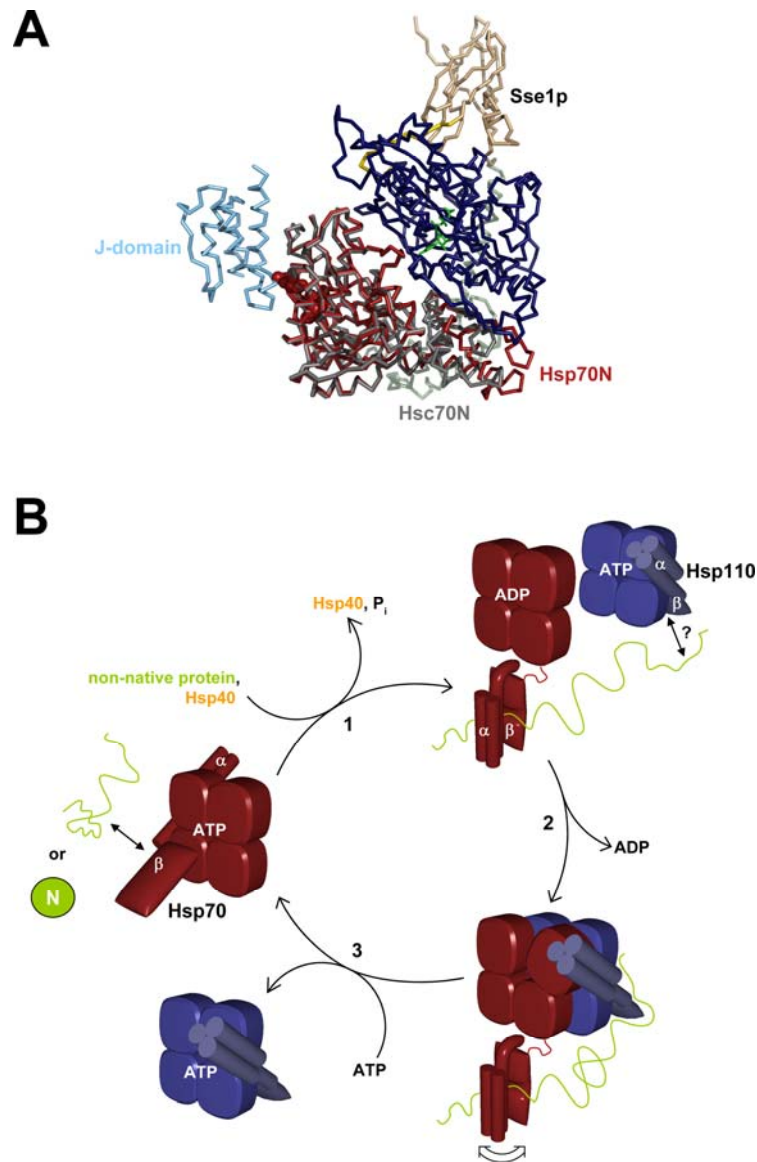 A
Sse1p
J-domain
Hsp70N
Hsc70N
B
ATP
α
Hsp110
ADP
β
?
Hsp40, Pi
non-native protein,
Hsp40
1
α
β
α
ATP
2
ADP
or
β
N
Hsp70
3
ATP
ATP